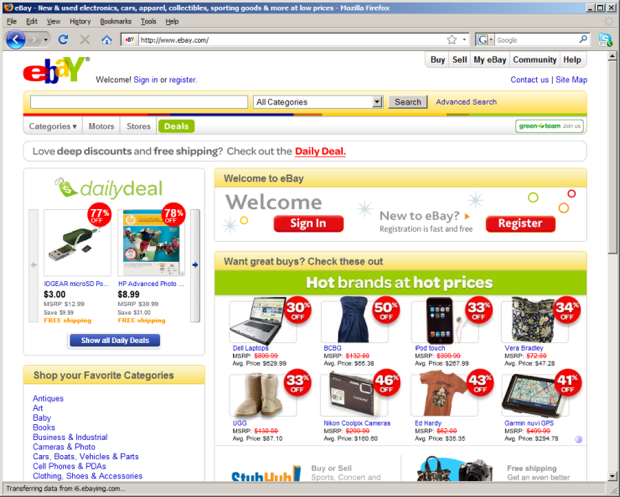 eBay - New & used electronics, cars, apparel, collectibles, sporting goods & more at low prices - Mozilla Firefox
File Edit View History Bookmarks Tools Help
http://www.ebay.com/
Google
Buy Sell My eBay Community Help
ebaY
Welcome! Sign in or register.
Contact us | Site Map
All Categories
Search
Advanced Search
Categories ▾ Motors Stores Deals
green team Join us
Love deep discounts and free shipping? Check out the Daily Deal.
dailydeal
77% OFF
78% OFF
IOGEAR microSD Po...
$3.00
MSRP $12.99
Save $9.99
FREE shipping
HP Advanced Photo ...
$8.99
MSRP $39.99
Save $31.00
FREE shipping
Show all Daily Deals
Shop your Favorite Categories
Antiques
Art
Baby
Books
Business & Industrial
Cameras & Photo
Cars, Boats, Vehicles & Parts
Cell Phones & PDAs
Clothing, Shoes & Accessories
Welcome to eBay
Welcome
Sign In
New to eBay?
Registration is fast and free
Register
Want great buys? Check these out
Hot brands at hot prices
30% OFF
Dell Laptops
MSRP: $899.99
Avg. Price: $629.99
50% OFF
BCBG
MSRP: $132.00
Avg. Price: $66.38
33% OFF
iPod touch
MSRP: $399.99
Avg. Price: $267.99
34% OFF
Vera Bradley
MSRP: $72.00
Avg. Price: $47.28
33% OFF
UGG
MSRP: $130.00
Avg. Price: $87.10
46% OFF
Nikon Coolpix Cameras
MSRP: $299.99
Avg. Price: $160.60
43% OFF
Ed Hardy
MSRP: $62.00
Avg. Price: $35.35
41% OFF
Garmin nuvi GPS
MSRP: $499.99
Avg. Price: $294.78
StubHub!
Buy or Sell
Sports, Concert and
Free shipping
Get an even better
Transferring data from i6.ebayimg.com...